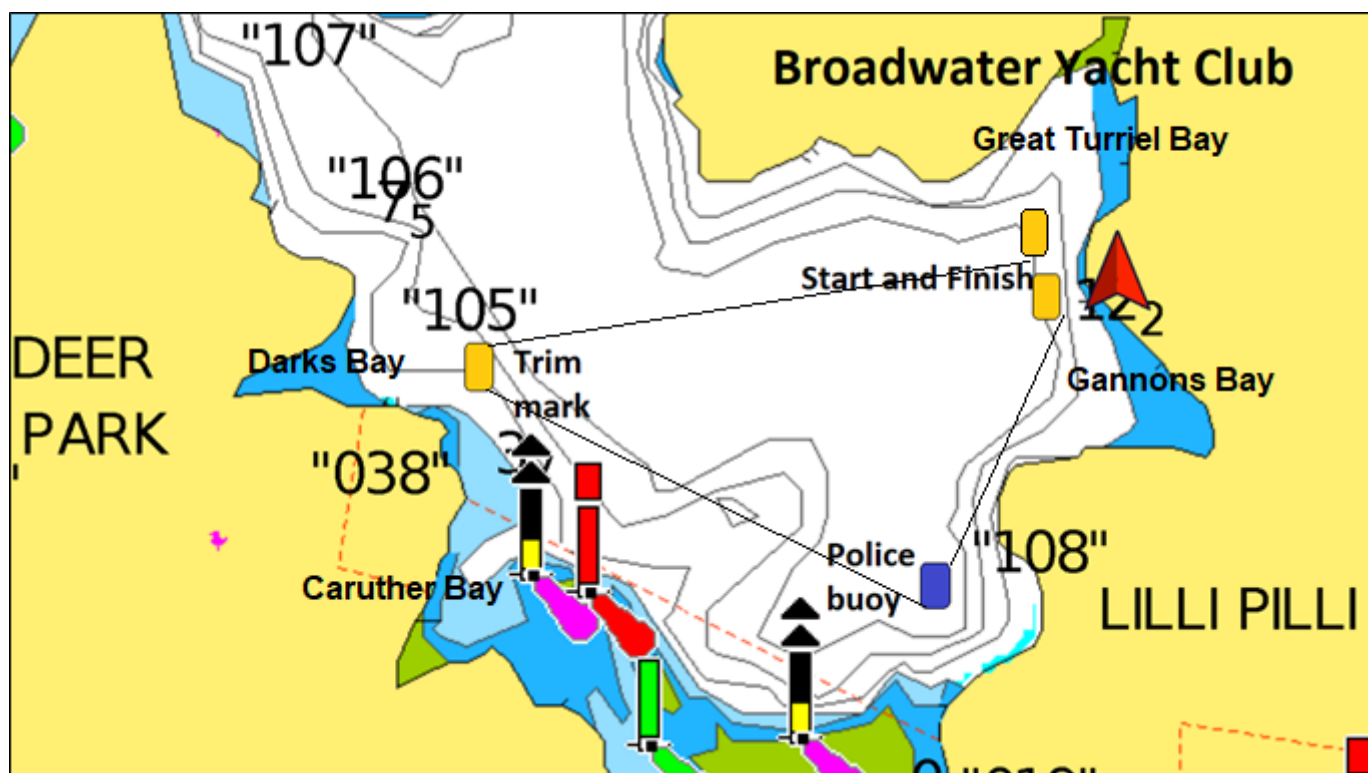 "107"
Broadwater Yacht Club
Great Turriel Bay
"106"
7₅
Start and Finish
12₂
"105"
DEER
PARK
'
Darks Bay
Trim
mark
Gannons Bay
"038"
"108"
Police
buoy
Caruther Bay
LILLI PILLI